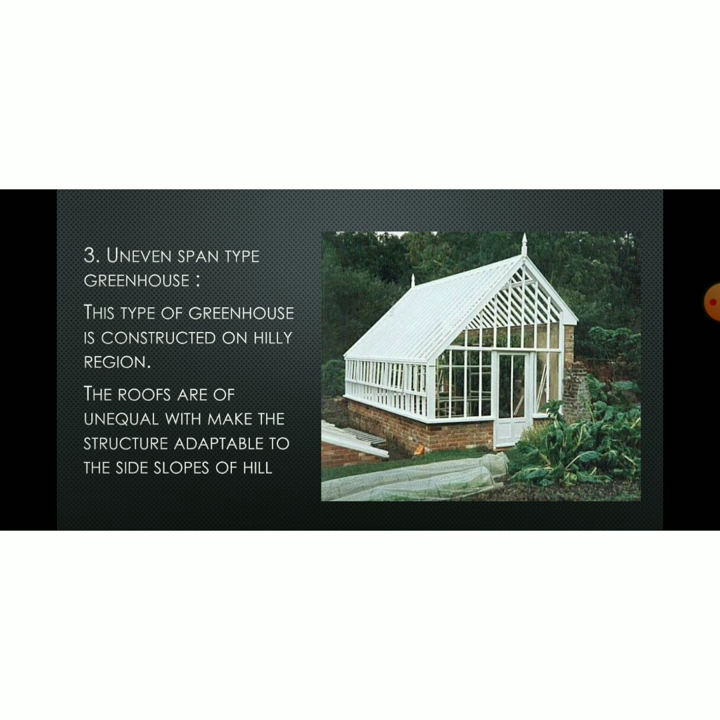 3. Uneven span type
greenhouse :
This type of greenhouse
is constructed on hilly
region.
The roofs are of
unequal with make the
structure adaptable to
the side slopes of hill